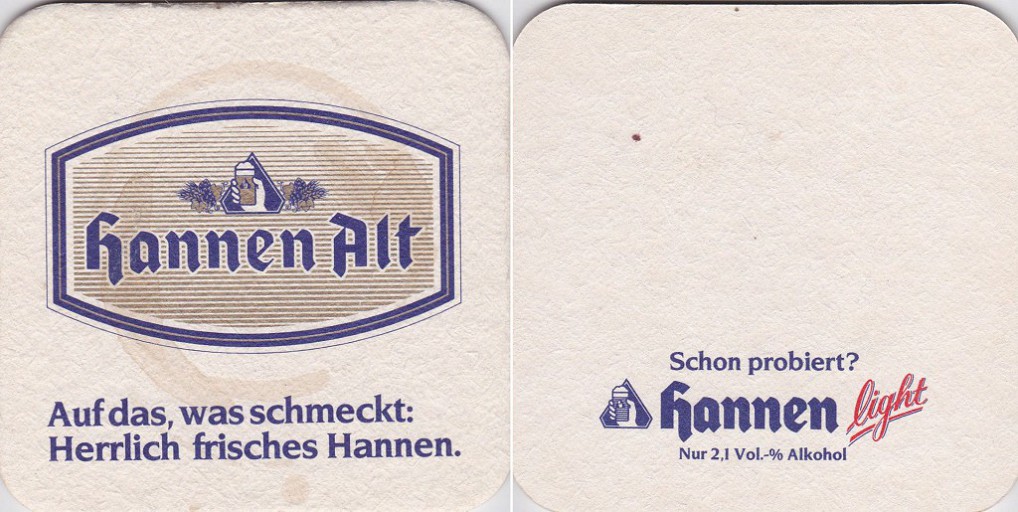 Hannen Alt
Auf das, was schmeckt:
Herrlich frisches Hannen.
Schon probiert?
Hannen light
Nur 2,1 Vol.-% Alkohol